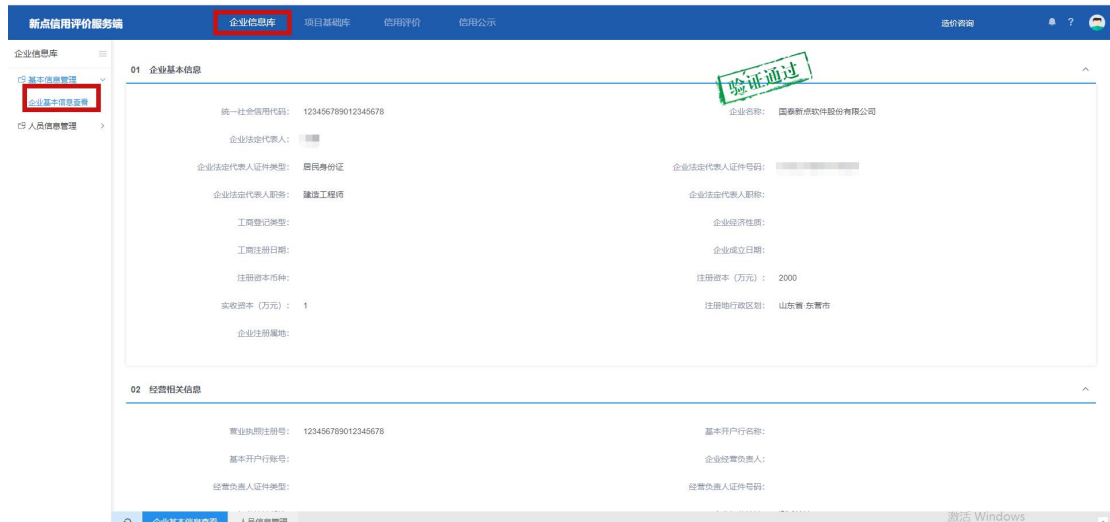 新点信用评价服务端 企业信息库 项目基础库 信用评价 信用公示 造价咨询 ?
企业信息库
基本信息管理
企业基本信息查看
人员信息管理
01 企业基本信息
验证通过
统一社会信用代码: 123456789012345678 企业名称: 国泰新点软件股份有限公司
企业法定代表人:
企业法定代表人证件类型: 居民身份证 企业法定代表人证件号码:
企业法定代表人职务: 建造工程师 企业法定代表人职称:
工商登记类型: 企业经济性质:
工商注册日期: 企业成立日期:
注册资本币种: 注册资本（万元）: 2000
实收资本（万元）: 1 注册地行政区划: 山东省·东营市
企业注册属地:
02 经营相关信息
营业执照注册号: 123456789012345678 基本开户行名称:
基本开户行账号: 企业经营负责人:
经营负责人证件类型: 经营负责人证件号码:
企业基本信息查看 人员信息管理
激活 Windows